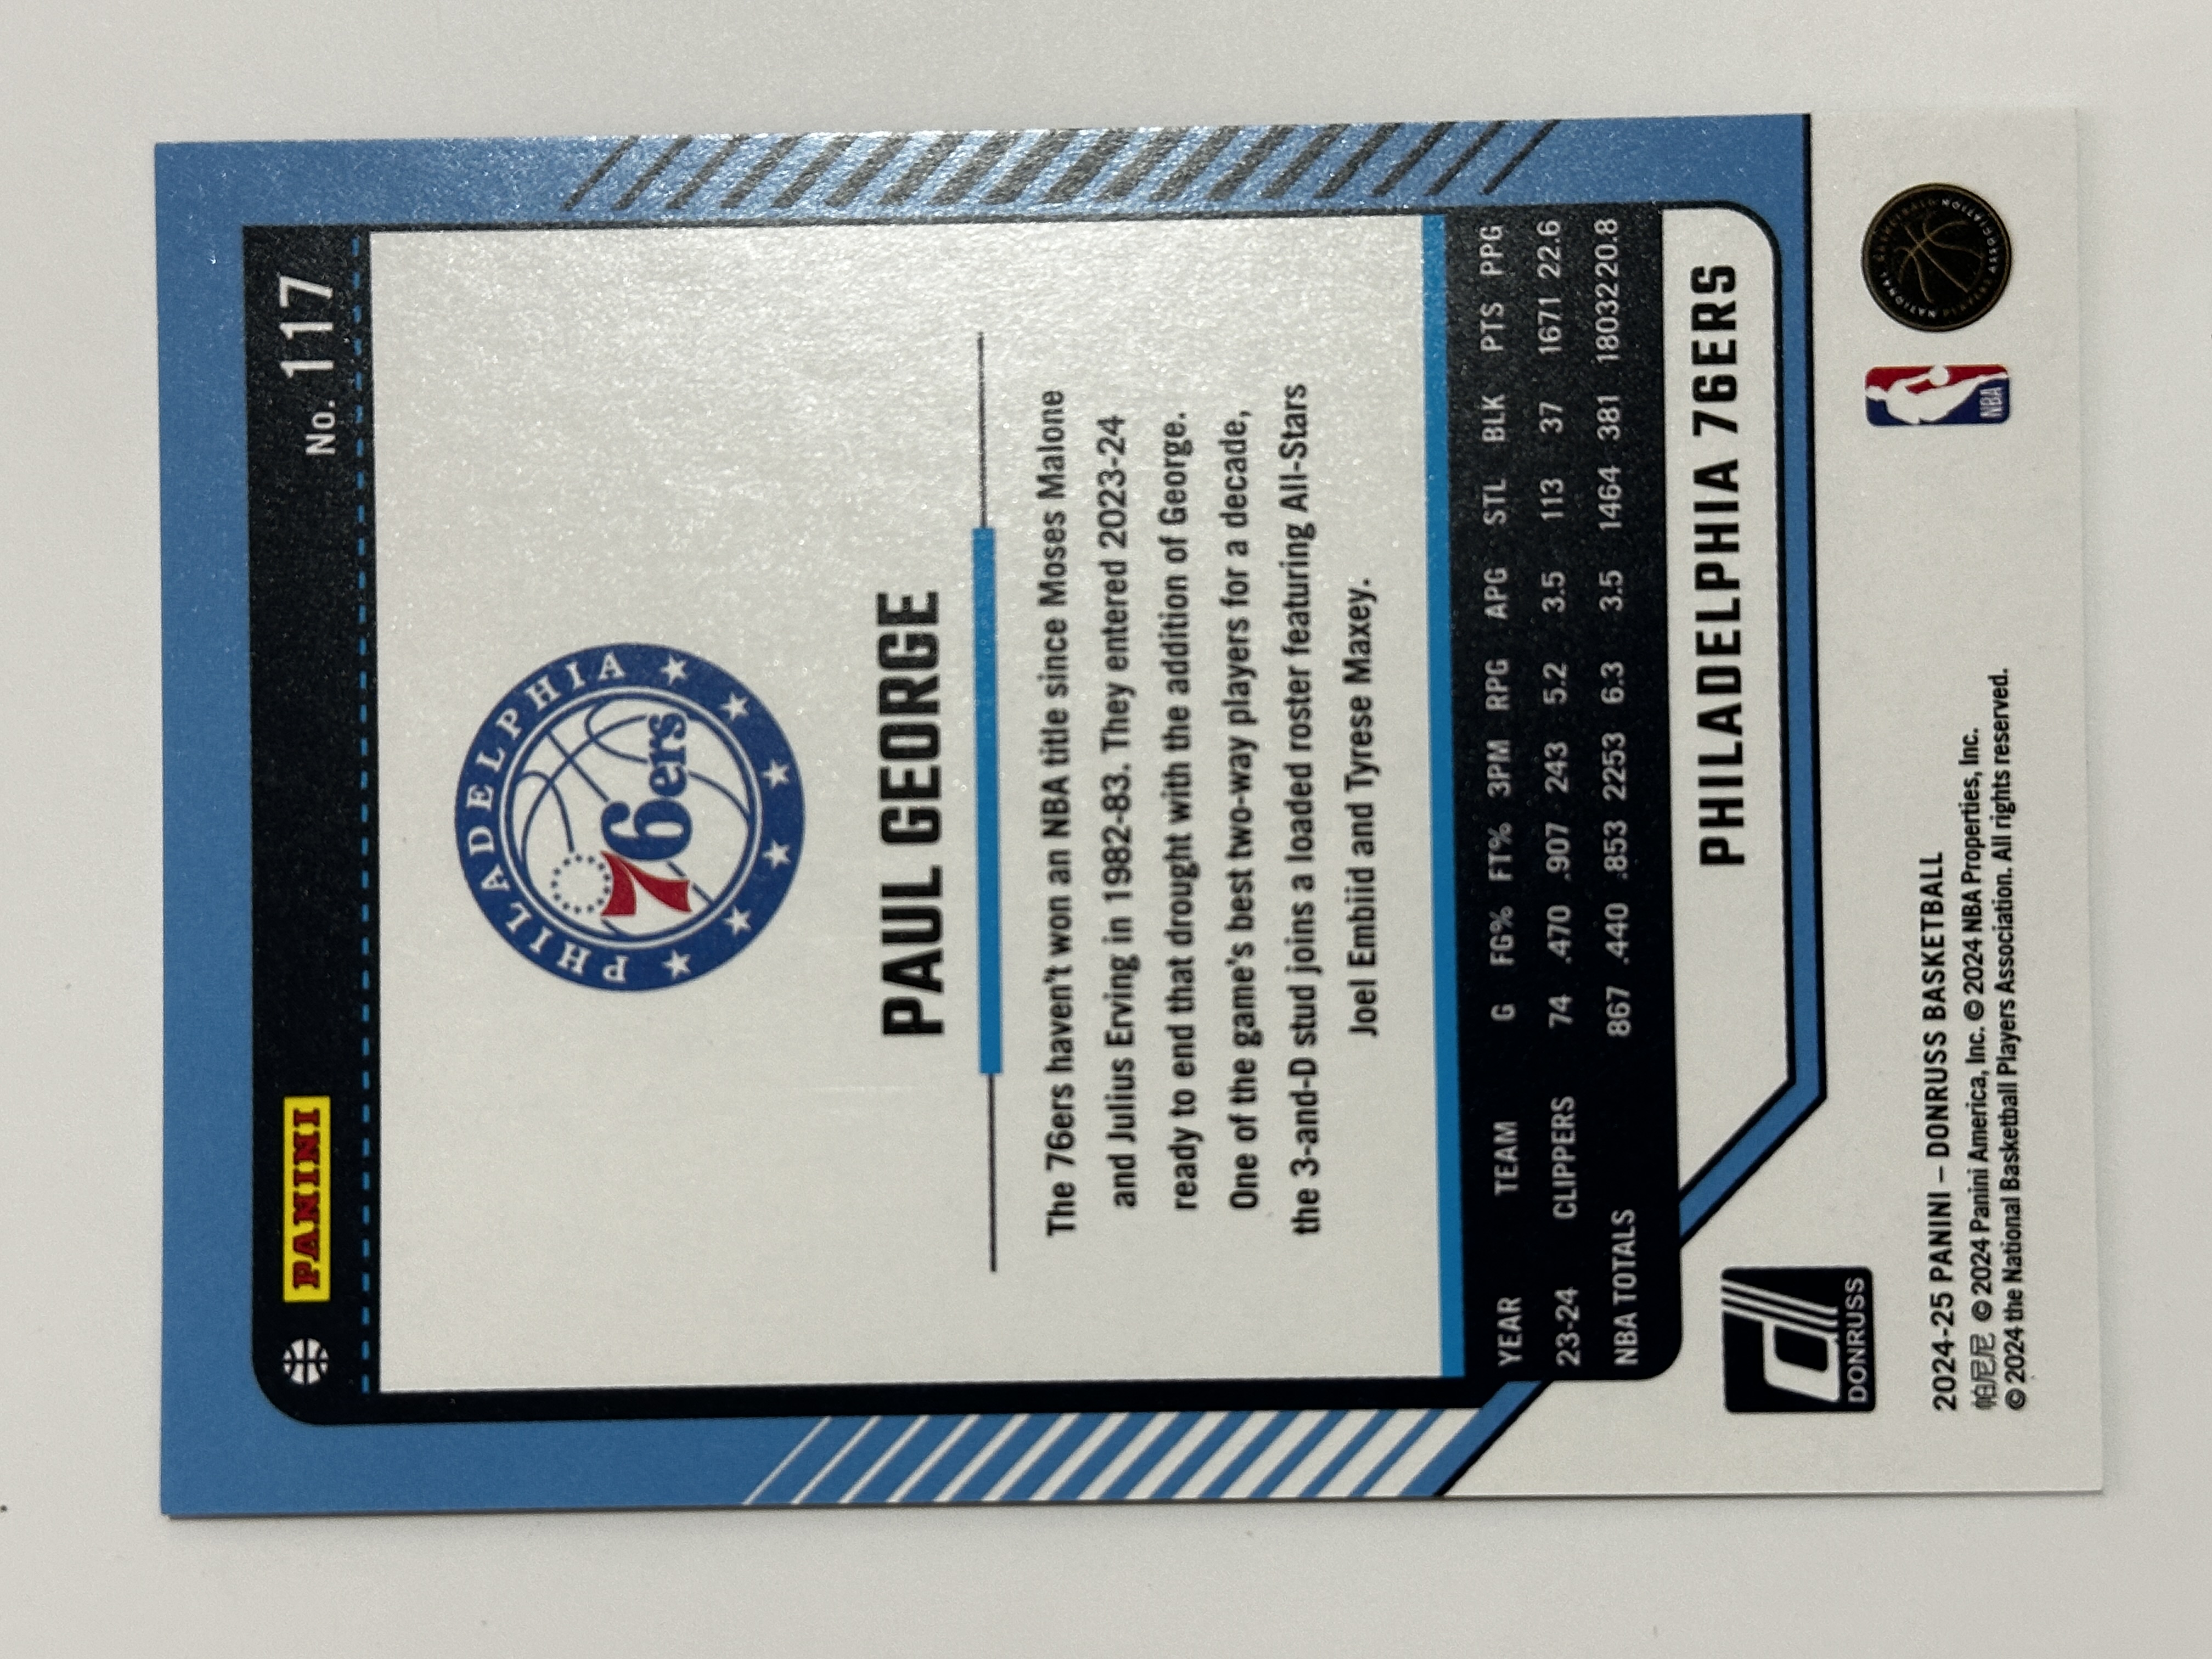 PANINI No. 117
PHILADELPHIA
76ers
PAUL GEORGE
The 76ers haven't won an NBA title since Moses Malone
and Julius Erving in 1982-83. They entered 2023-24
ready to end that drought with the addition of George.
One of the game's best two-way players for a decade,
the 3-and-D stud joins a loaded roster featuring All-Stars
Joel Embiid and Tyrese Maxey.
YEAR TEAM G FG% FT% 3PM RPG APG STL BLK PTS PPG
23-24 CLIPPERS 74 .470 .907 243 5.2 3.5 113 37 1671 22.6
NBA TOTALS 867 .440 .853 2253 6.3 3.5 1464 381 18032 20.8
PHILADELPHIA 76ERS
DONRUSS
2024-25 PANINI – DONRUSS BASKETBALL
帕尼尼 © 2024 Panini America, Inc. © 2024 NBA Properties, Inc.
© 2024 the National Basketball Players Association. All rights reserved.
NBA
NATIONAL BASKETBALL PLAYERS ASSOCIATION